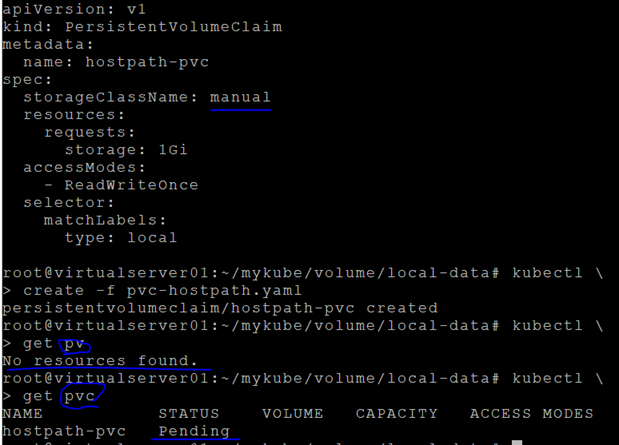 apiVersion: v1
kind: PersistentVolumeClaim
metadata:
  name: hostpath-pvc
spec:
  storageClassName: manual
  resources:
    requests:
      storage: 1Gi
  accessModes:
    - ReadWriteOnce
  selector:
    matchLabels:
      type: local
root@virtualserver01:~/mykube/volume/local-data# kubectl \
> create -f pvc-hostpath.yaml
persistentvolumeclaim/hostpath-pvc created
root@virtualserver01:~/mykube/volume/local-data# kubectl \
> get pv
No resources found.
root@virtualserver01:~/mykube/volume/local-data# kubectl \
> get pvc
NAME           STATUS    VOLUME   CAPACITY   ACCESS MODES
hostpath-pvc   Pending